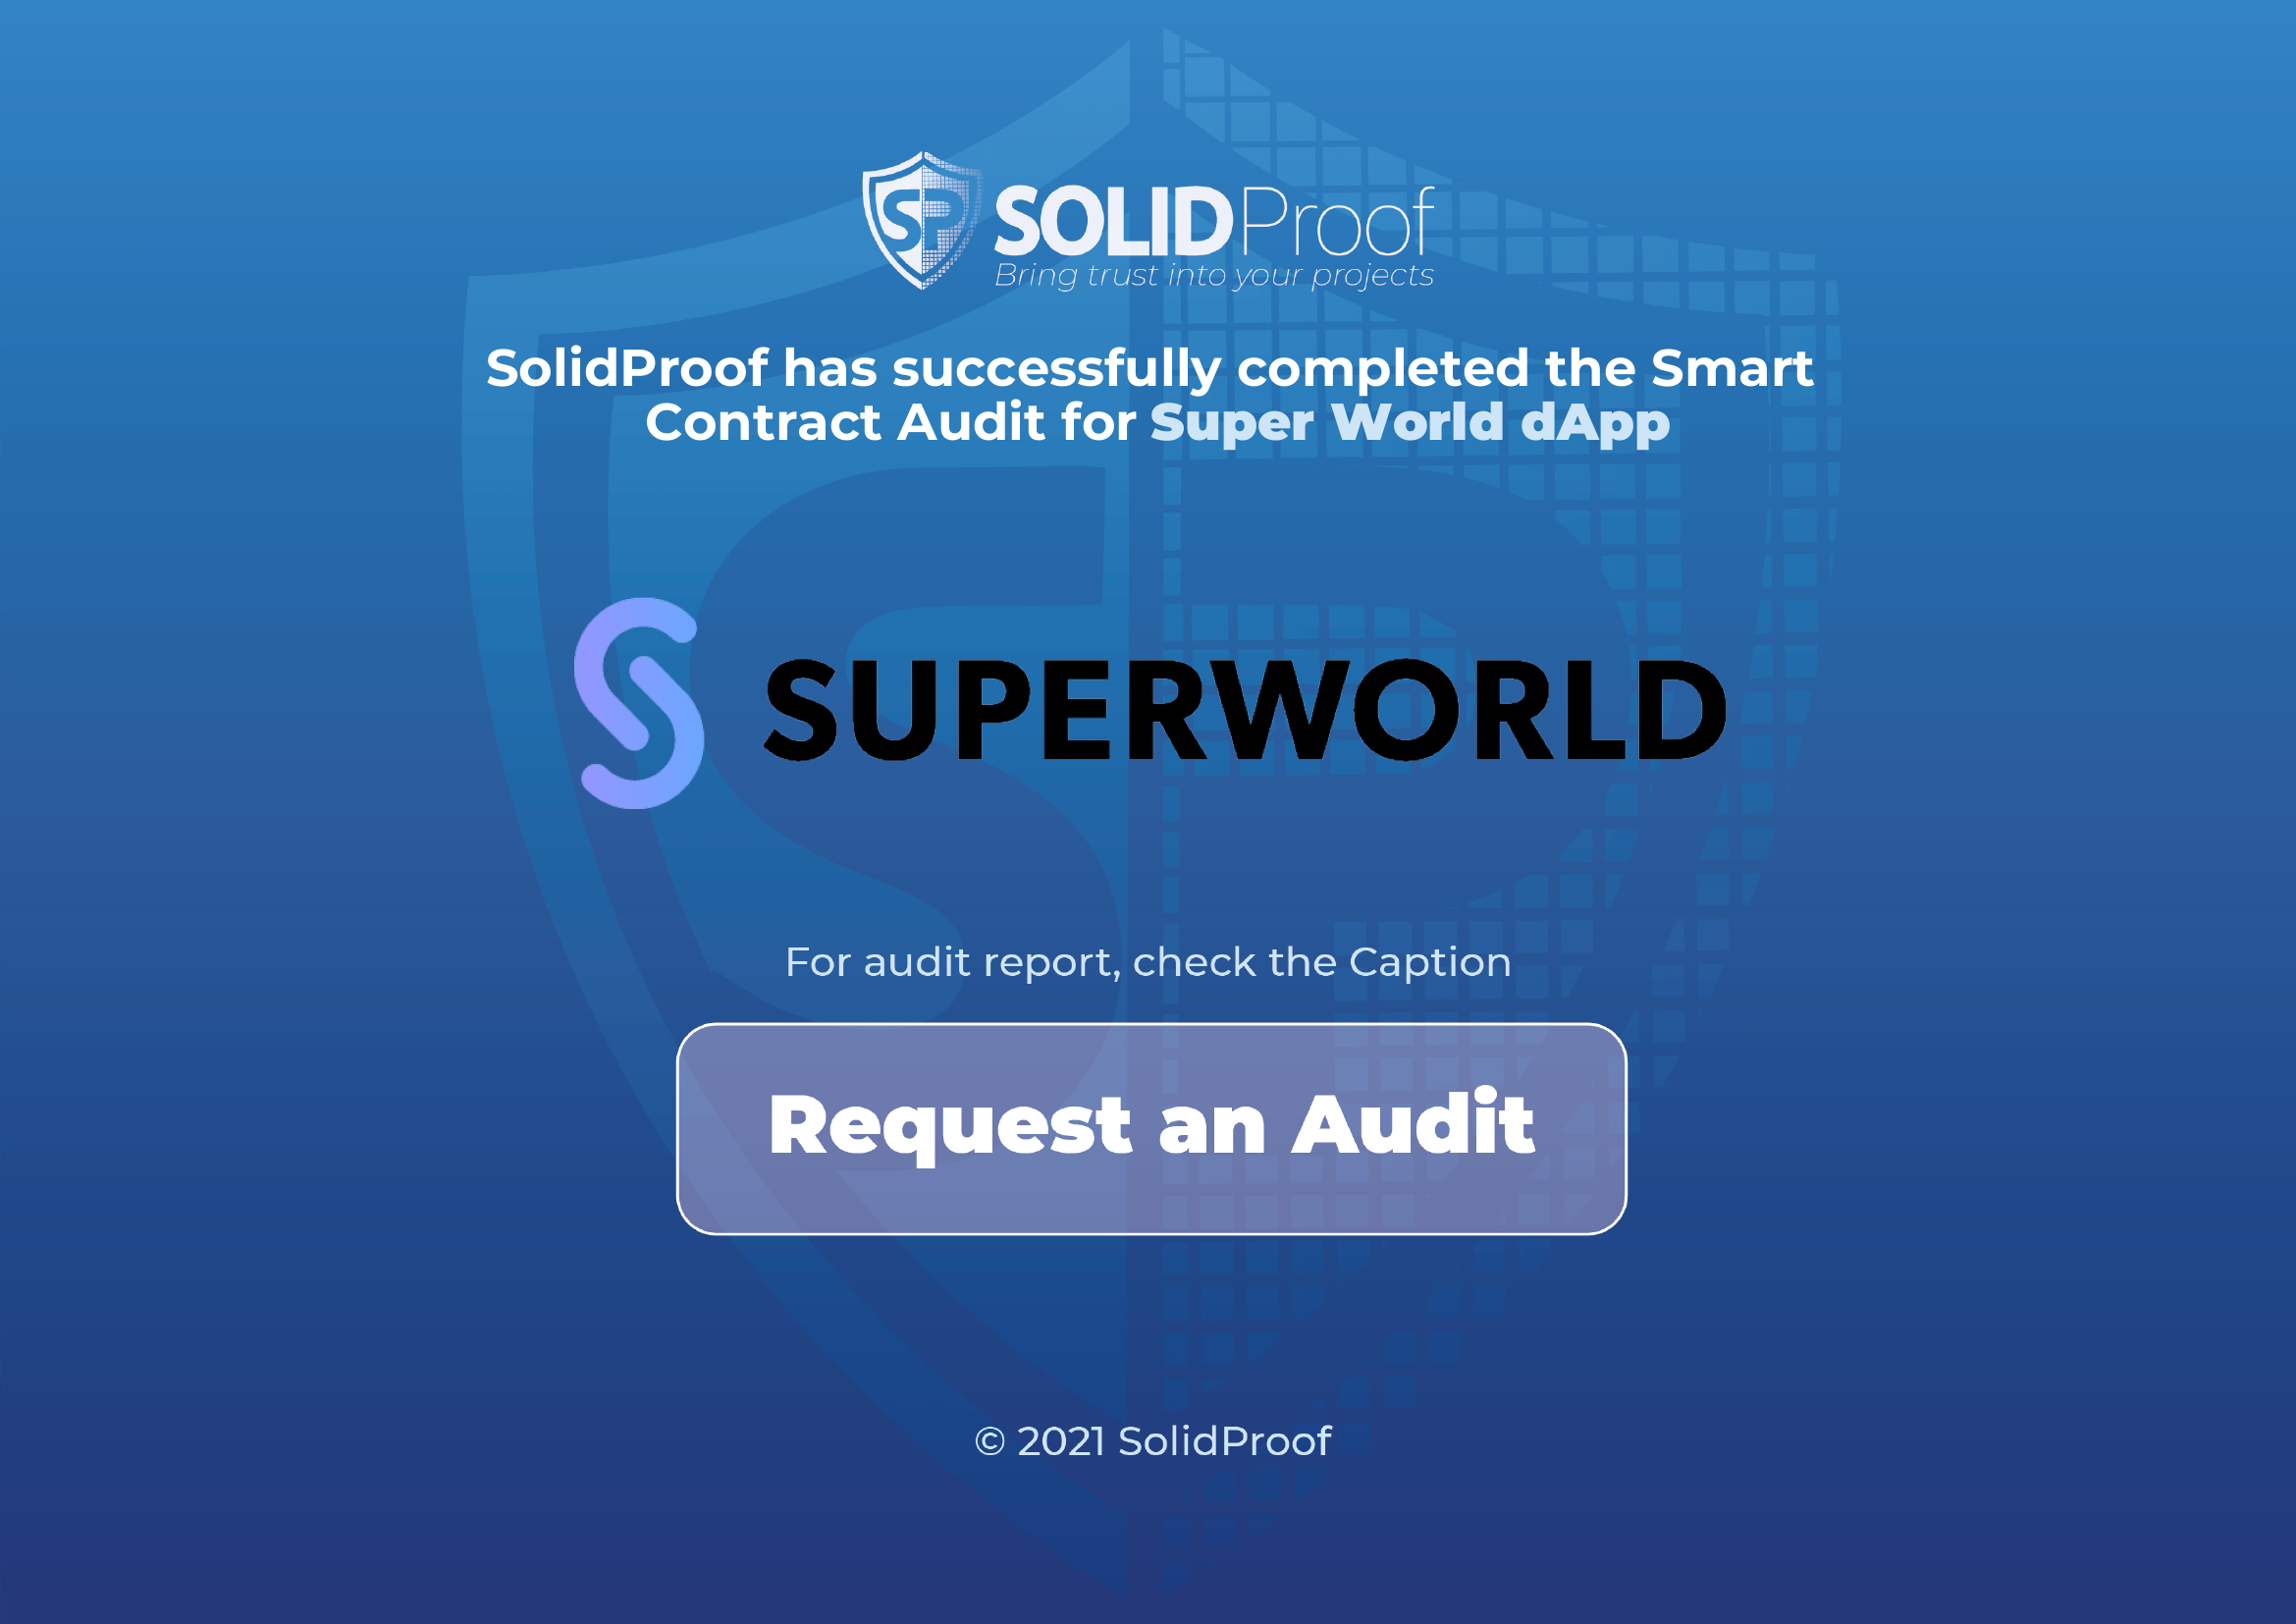 SP SOLIDProof
Bring trust into your projects
SolidProof has successfully completed the Smart
Contract Audit for Super World dApp
SUPERWORLD
For audit report, check the Caption
Request an Audit
© 2021 SolidProof